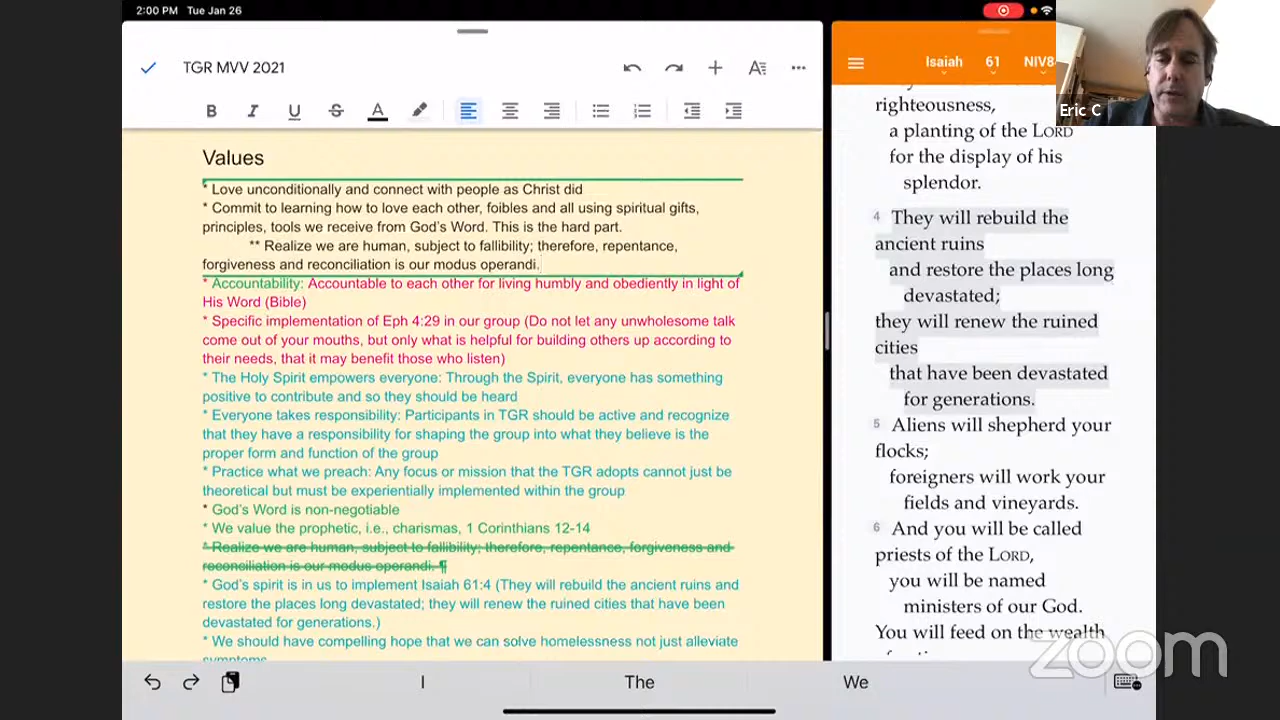 2:00 PM Tue Jan 26
TGR MVV 2021
B I U S A
Values
* Love unconditionally and connect with people as Christ did
* Commit to learning how to love each other, foibles and all using spiritual gifts,
principles, tools we receive from God's Word. This is the hard part.
** Realize we are human, subject to fallibility; therefore, repentance,
forgiveness and reconciliation is our modus operandi.
* Accountability: Accountable to each other for living humbly and obediently in light of
His Word (Bible)
* Specific implementation of Eph 4:29 in our group (Do not let any unwholesome talk
come out of your mouths, but only what is helpful for building others up according to
their needs, that it may benefit those who listen)
* The Holy Spirit empowers everyone: Through the Spirit, everyone has something
positive to contribute and so they should be heard
* Everyone takes responsibility: Participants in TGR should be active and recognize
that they have a responsibility for shaping the group into what they believe is the
proper form and function of the group
* Practice what we preach: Any focus or mission that the TGR adopts cannot just be
theoretical but must be experientially implemented within the group
* God's Word is non-negotiable
* We value the prophetic, i.e., charismas, 1 Corinthians 12-14
* Realize we are human, subject to fallibility; therefore, repentance, forgiveness and
reconciliation is our modus operandi. ¶
* God's spirit is in us to implement Isaiah 61:4 (They will rebuild the ancient ruins and
restore the places long devastated; they will renew the ruined cities that have been
devastated for generations.)
* We should have compelling hope that we can solve homelessness not just alleviate
symptoms
I The We
Isaiah 61 NIV8
righteousness,
a planting of the LORD
for the display of his
splendor.
4 They will rebuild the
ancient ruins
and restore the places long
devastated;
they will renew the ruined
cities
that have been devastated
for generations.
5 Aliens will shepherd your
flocks;
foreigners will work your
fields and vineyards.
6 And you will be called
priests of the LORD,
you will be named
ministers of our God.
You will feed on the wealth
Eric C
zoom